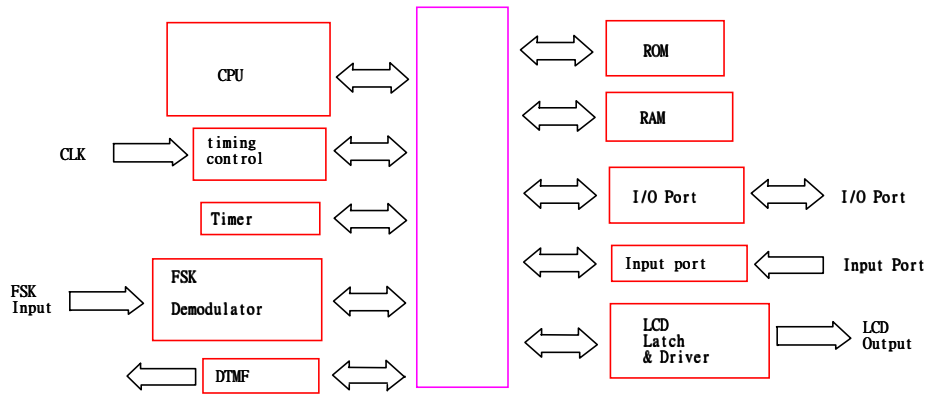 CPU
CLK
timing
control
Timer
FSK
Input
FSK
Demodulator
DTMF
ROM
RAM
I/O Port
I/O Port
Input port
Input Port
LCD
Latch
& Driver
LCD
Output